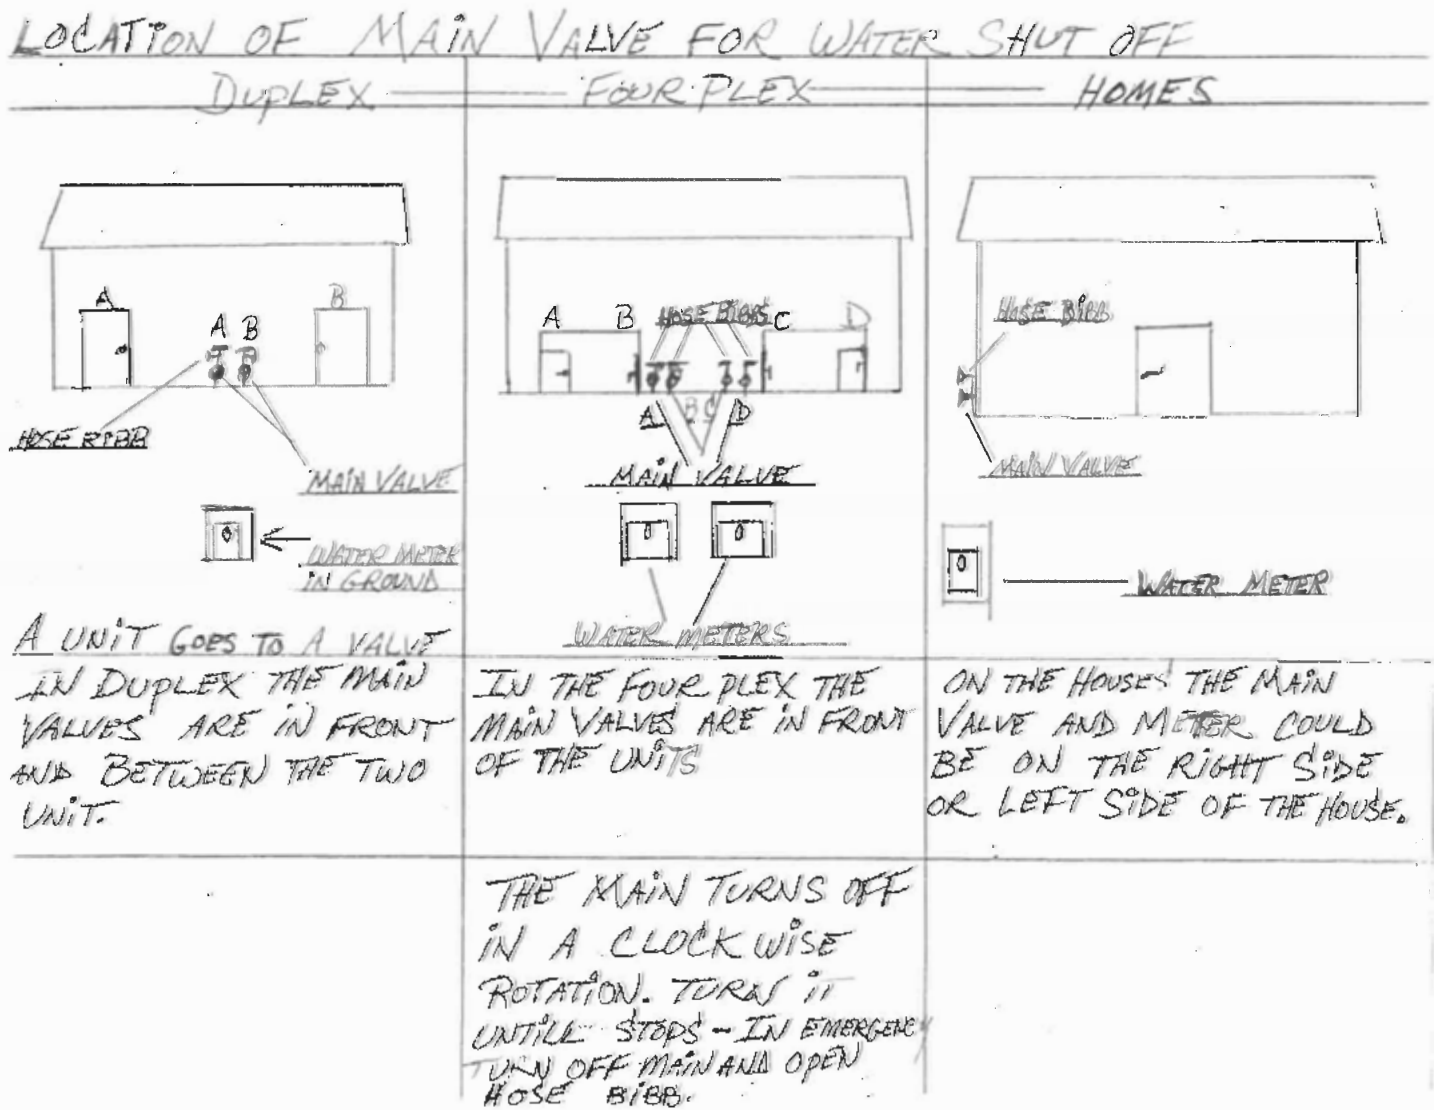 LOCATION OF MAIN VALVE FOR WATER SHUT OFF
DUPLEX
FOUR PLEX
HOMES
A
B
A B
HOSE BIBB
MAIN VALVE
WATER METER
IN GROUND
A UNIT GOES TO A VALVE
IN DUPLEX THE MAIN
VALVES ARE IN FRONT
AND BETWEEN THE TWO
UNIT.
A B HOSE BIBBS C D
A B C D
MAIN VALVE
WATER METERS
IN THE FOUR PLEX THE
MAIN VALVES ARE IN FRONT
OF THE UNITS
THE MAIN TURNS OFF
IN A CLOCK WISE
ROTATION. TURN IT
UNTILL STOPS - IN EMERGENCY
TURN OFF MAIN AND OPEN
HOSE BIBB.
HOSE BIBB
MAIN VALVE
WATER METER
ON THE HOUSES THE MAIN
VALVE AND METER COULD
BE ON THE RIGHT SIDE
OR LEFT SIDE OF THE HOUSE.